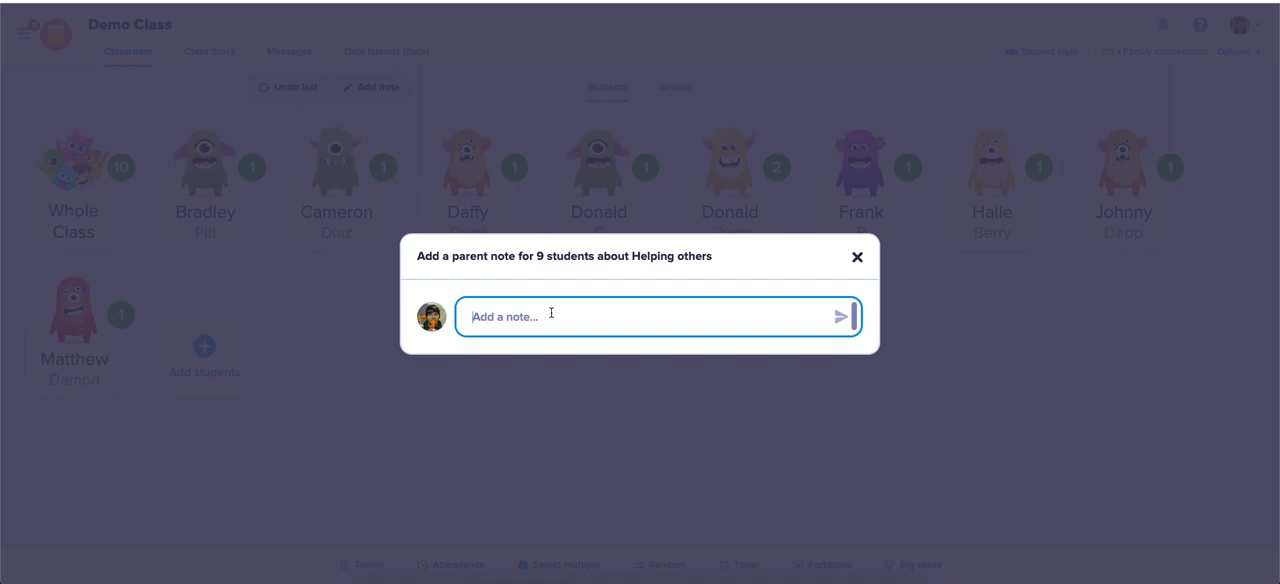 11
Demo Class
Classroom Class Story Messages Dojo Islands (Beta)
Student login 0% - Family connections Options
Undo last Add note
Students Groups
10 1 1 1 1 2 1 1 1
Whole Class
Bradley Pitt
Cameron Diaz
Daffy
Donald
Donald
Frank
Halle Berry
Johnny Depp
Add a parent note for 9 students about Helping others
Add a note...
1
Matthew Damon
Add students
Toolkit Attendance Select multiple Random Timer Portfolios Big Ideas